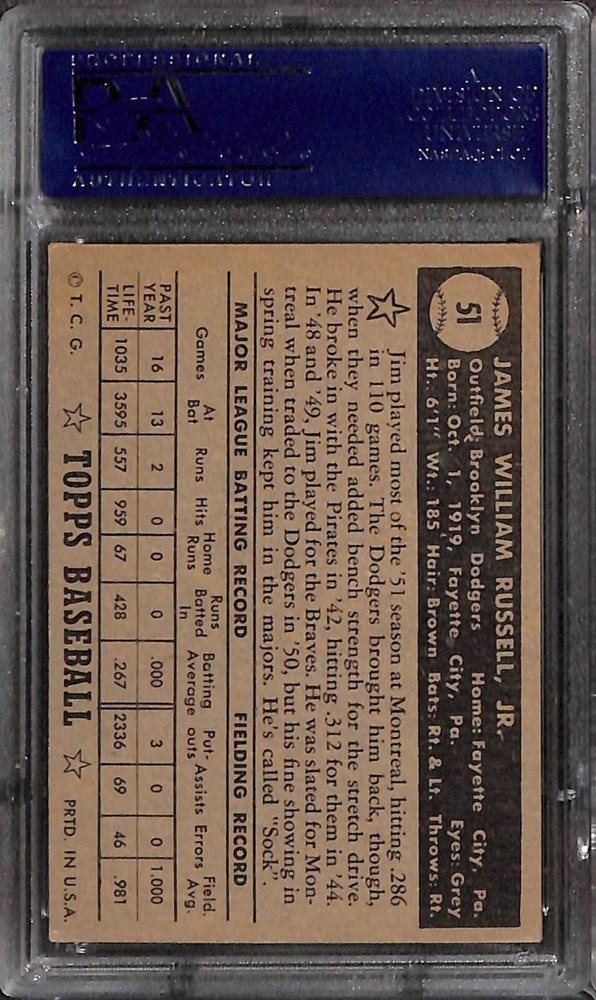 PROFESSIONAL
AUTHENTICATOR
A
DIVISION OF
COLLECTORS
UNIVERSE
NASDAQ: CLCT
51
JAMES WILLIAM RUSSELL, JR.
Outfield: Brooklyn Dodgers Home: Fayette City, Pa.
Born: Oct. 1, 1919, Fayette City, Pa. Eyes: Grey
Ht.: 6'1" Wt.: 185 Hair: Brown Bats: Rt. & Lt. Throws: Rt.
Jim played most of the '51 season at Montreal, hitting .286
in 110 games. The Dodgers brought him back, though,
when they needed added bench strength for the stretch drive.
He broke in with the Pirates in '42, hitting .312 for them in '44.
In '48 and '49, Jim played for the Braves. He was slated for Mon-
treal when traded to the Dodgers in '50, but his fine showing in
spring training kept him in the majors. He's called "Sock".
MAJOR LEAGUE BATTING RECORD FIELDING RECORD
Games At Bat Runs Hits Home Runs Runs Batted In Batting Average Put-outs Assists Errors Field. Avg.
PAST YEAR 16 13 2 0 0 0 .000 3 0 0 1.000
LIFE-TIME 1035 3595 557 959 67 428 .267 2336 69 46 .981
© T. C. G. TOPPS BASEBALL PRTD. IN U.S.A.